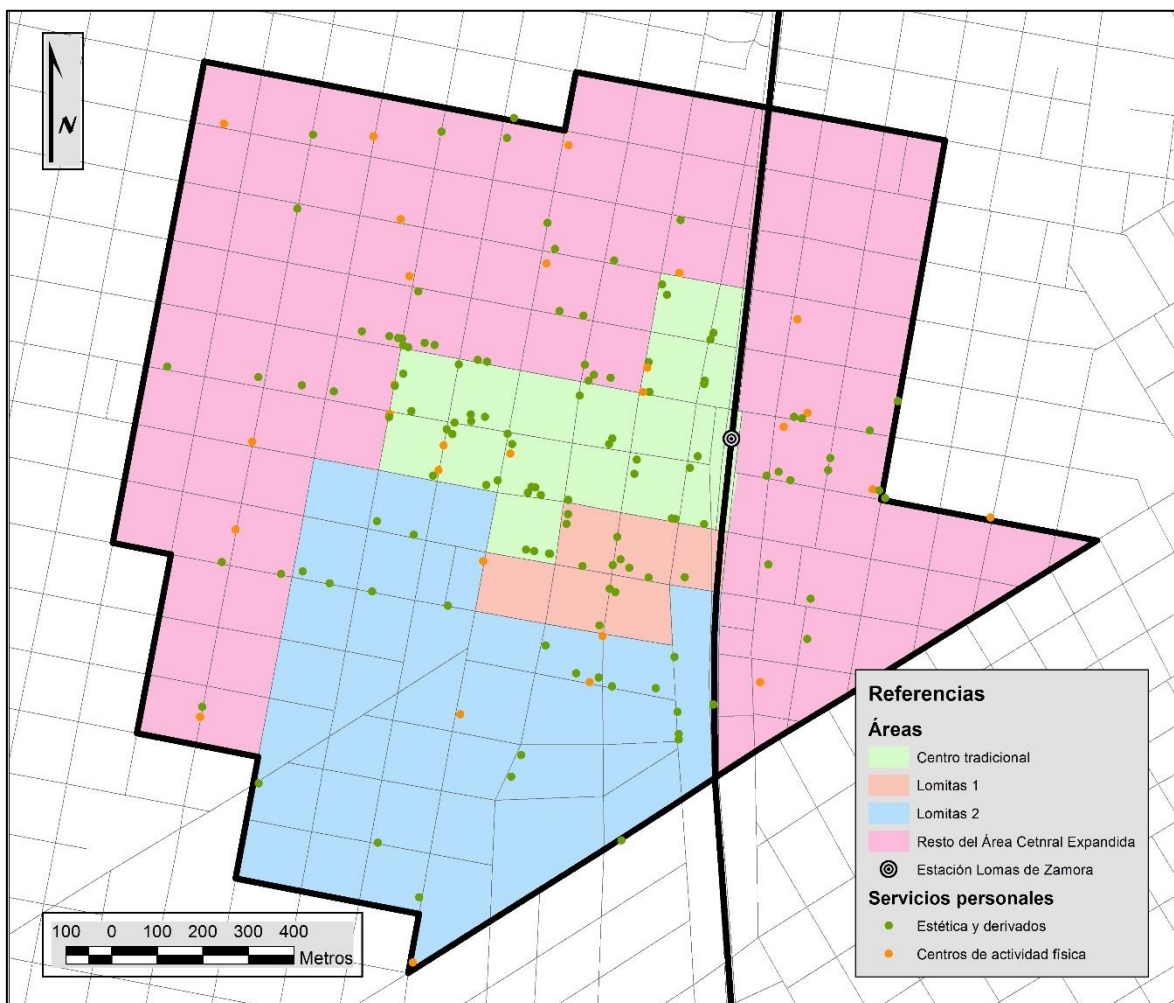 N
Referencias
Áreas
Centro tradicional
Lomitas 1
Lomitas 2
Resto del Área Cetnral Expandida
Estación Lomas de Zamora
Servicios personales
Estética y derivados
Centros de actividad física
100 0 100 200 300 400
Metros